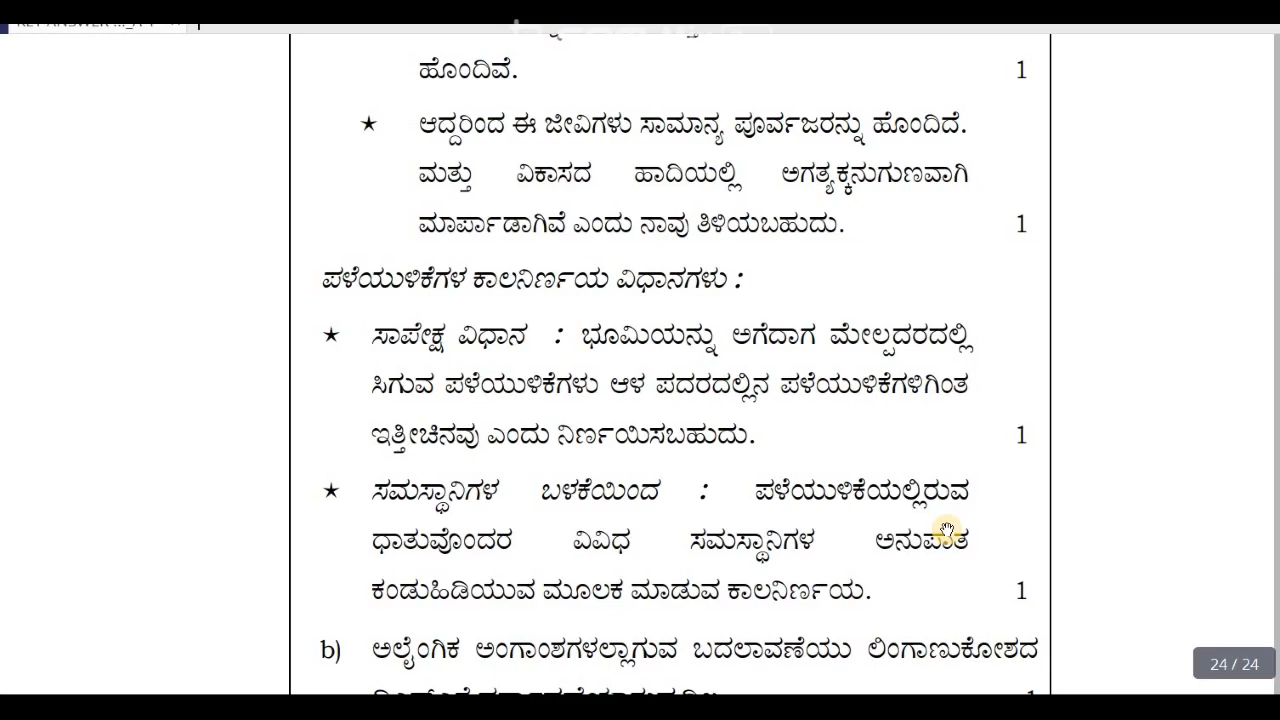 ಹೊಂದಿವೆ. 1
★ ಆದ್ದರಿಂದ ಈ ಜೀವಿಗಳು ಸಾಮಾನ್ಯ ಪೂರ್ವಜರನ್ನು ಹೊಂದಿದೆ.
ಮತ್ತು ವಿಕಾಸದ ಹಾದಿಯಲ್ಲಿ ಅಗತ್ಯಕ್ಕನುಗುಣವಾಗಿ
ಮಾರ್ಪಾಡಾಗಿವೆ ಎಂದು ನಾವು ತಿಳಿಯಬಹುದು. 1
ಪಳೆಯುಳಿಕೆಗಳ ಕಾಲನಿರ್ಣಯ ವಿಧಾನಗಳು :
★ ಸಾಪೇಕ್ಷ ವಿಧಾನ : ಭೂಮಿಯನ್ನು ಅಗೆದಾಗ ಮೇಲ್ಪದರದಲ್ಲಿ
ಸಿಗುವ ಪಳೆಯುಳಿಕೆಗಳು ಆಳ ಪದರದಲ್ಲಿನ ಪಳೆಯುಳಿಕೆಗಳಿಗಿಂತ
ಇತ್ತೀಚಿನವು ಎಂದು ನಿರ್ಣಯಿಸಬಹುದು. 1
★ ಸಮಸ್ಥಾನಿಗಳ ಬಳಕೆಯಿಂದ : ಪಳೆಯುಳಿಕೆಯಲ್ಲಿರುವ
ಧಾತುವೊಂದರ ವಿವಿಧ ಸಮಸ್ಥಾನಿಗಳ ಅನುಪಾತ
ಕಂಡುಹಿಡಿಯುವ ಮೂಲಕ ಮಾಡುವ ಕಾಲನಿರ್ಣಯ. 1
b) ಅಲೈಂಗಿಕ ಅಂಗಾಂಶಗಳಲ್ಲಾಗುವ ಬದಲಾವಣೆಯು ಲಿಂಗಾಣುಕೋಶದ
24 / 24